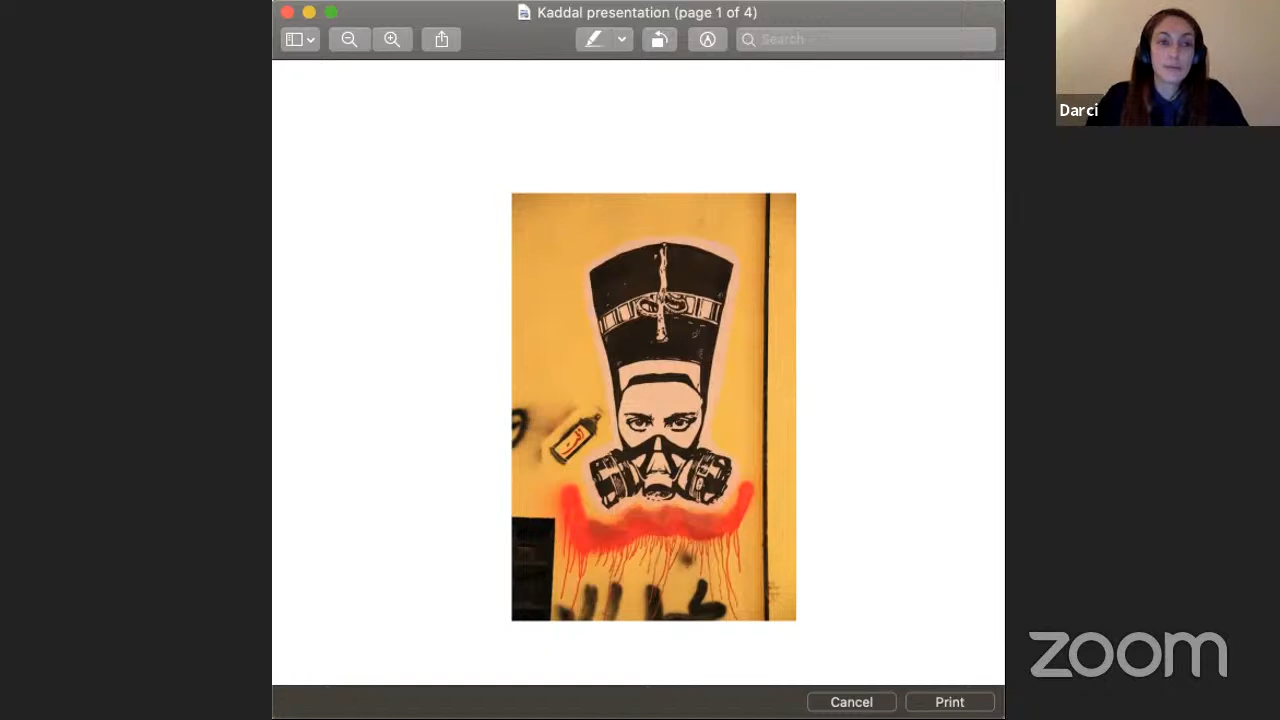 Kaddal presentation (page 1 of 4)
Search
Darci
Cancel
Print
zoom